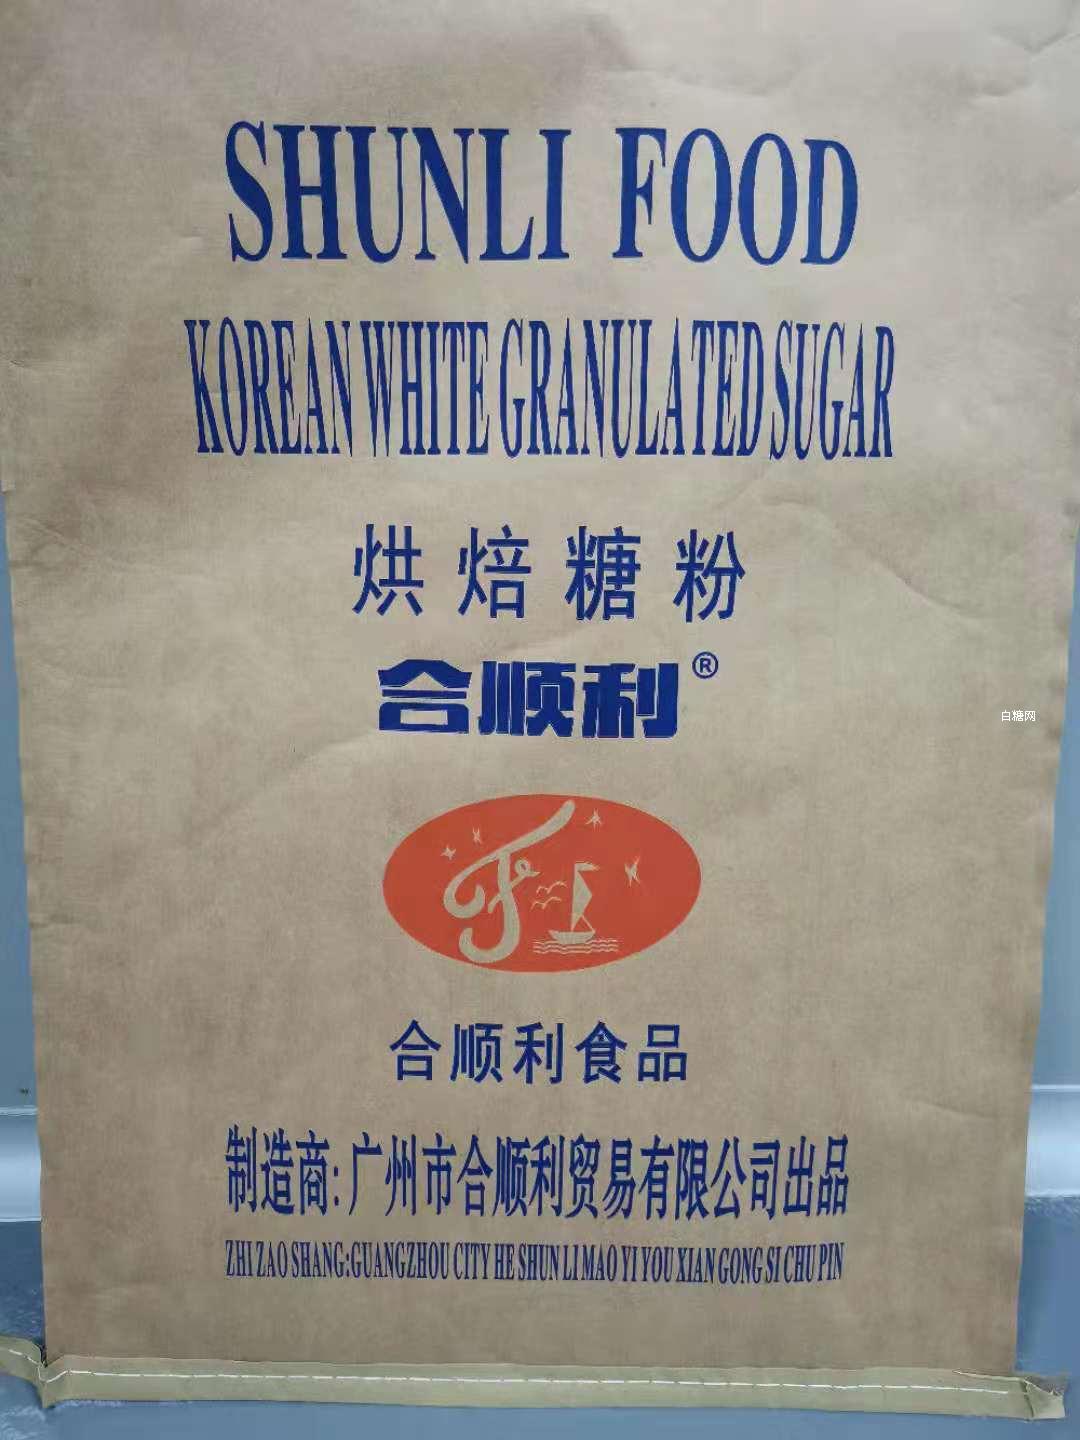 SHUNLI FOOD
KOREAN WHITE GRANULATED SUGAR
烘焙糖粉
合顺利®
白糖网
合顺利食品
制造商:广州市合顺利贸易有限公司出品
ZHI ZAO SHANG:GUANGZHOU CITY HE SHUN LI MAO YI YOU XIAN GONG SI CHU PIN